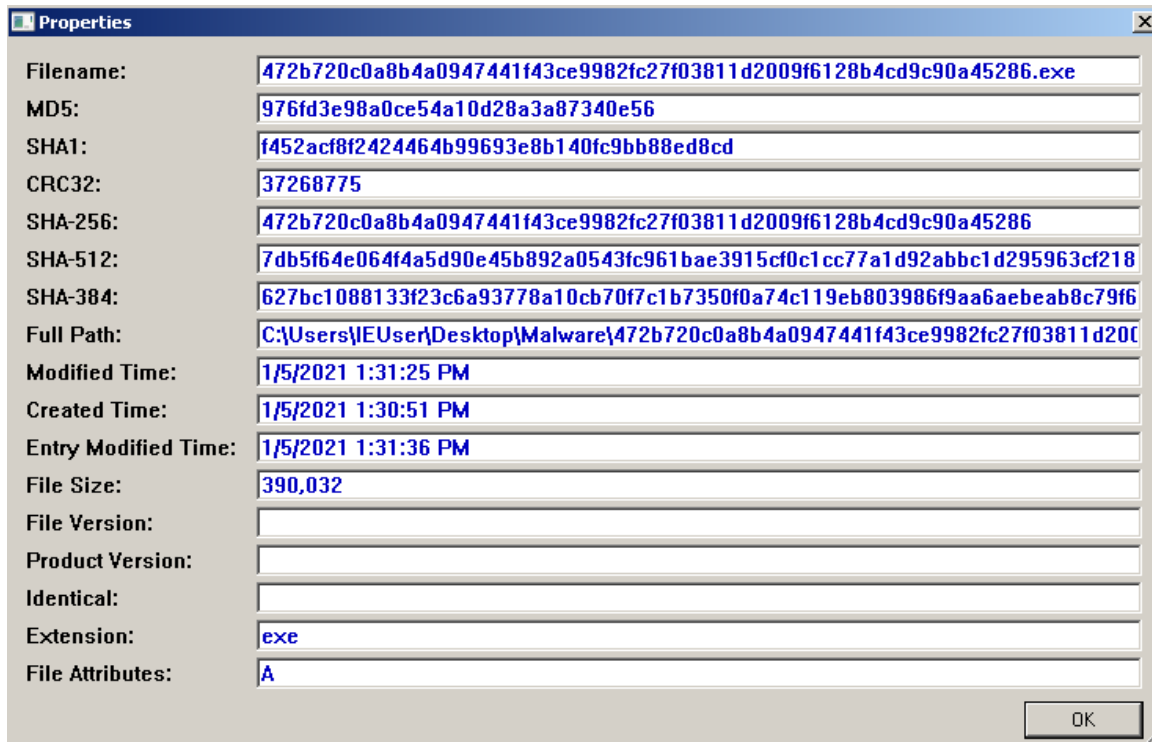 Properties
Filename: 472b720c0a8b4a0947441f43ce9982fc27f03811d2009f6128b4cd9c90a45286.exe
MD5: 976fd3e98a0ce54a10d28a3a87340e56
SHA1: f452acf8f2424464b99693e8b140fc9bb88ed8cd
CRC32: 37268775
SHA-256: 472b720c0a8b4a0947441f43ce9982fc27f03811d2009f6128b4cd9c90a45286
SHA-512: 7db5f64e064f4a5d90e45b892a0543fc961bae3915cf0c1cc77a1d92abbc1d295963cf218
SHA-384: 627bc1088133f23c6a93778a10cb70f7c1b7350f0a74c119eb803986f9aa6aebeab8c79f6
Full Path: C:\Users\IEUser\Desktop\Malware\472b720c0a8b4a0947441f43ce9982fc27f03811d200
Modified Time: 1/5/2021 1:31:25 PM
Created Time: 1/5/2021 1:30:51 PM
Entry Modified Time: 1/5/2021 1:31:36 PM
File Size: 390,032
File Version:
Product Version:
Identical:
Extension: exe
File Attributes: A
OK